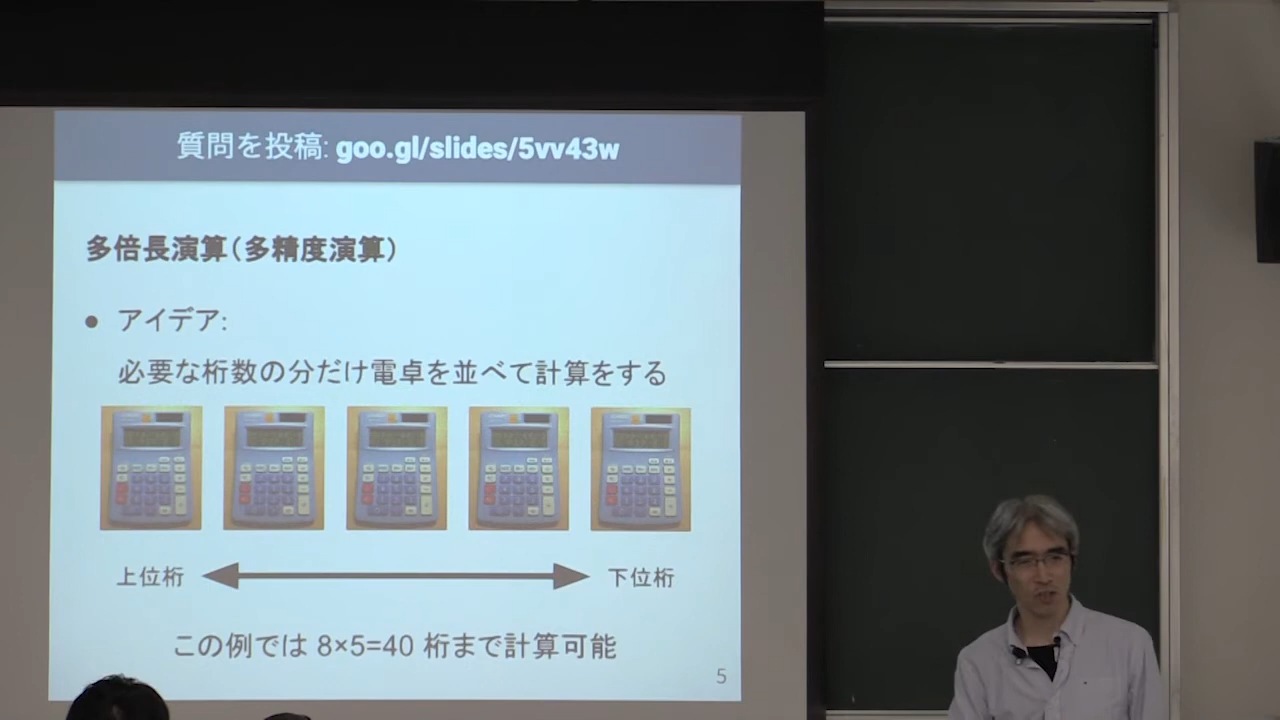 質問を投稿: goo.gl/slides/5vv43w
多倍長演算（多精度演算）
● アイデア:
必要な桁数の分だけ電卓を並べて計算をする
上位桁 下位桁
この例では 8×5=40 桁まで計算可能
5